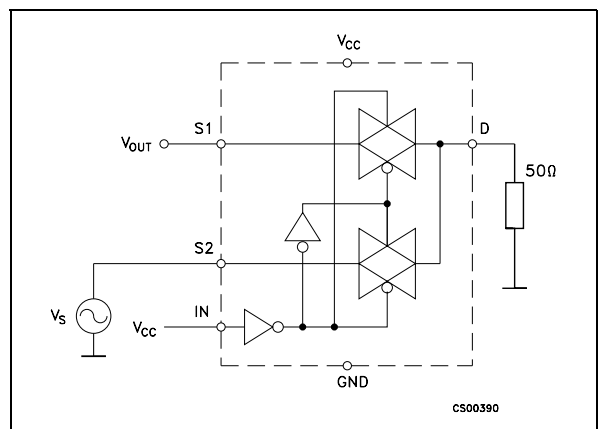 VCC
S1
D
VOUT
50Ω
S2
IN
VS
VCC
GND
CS00390